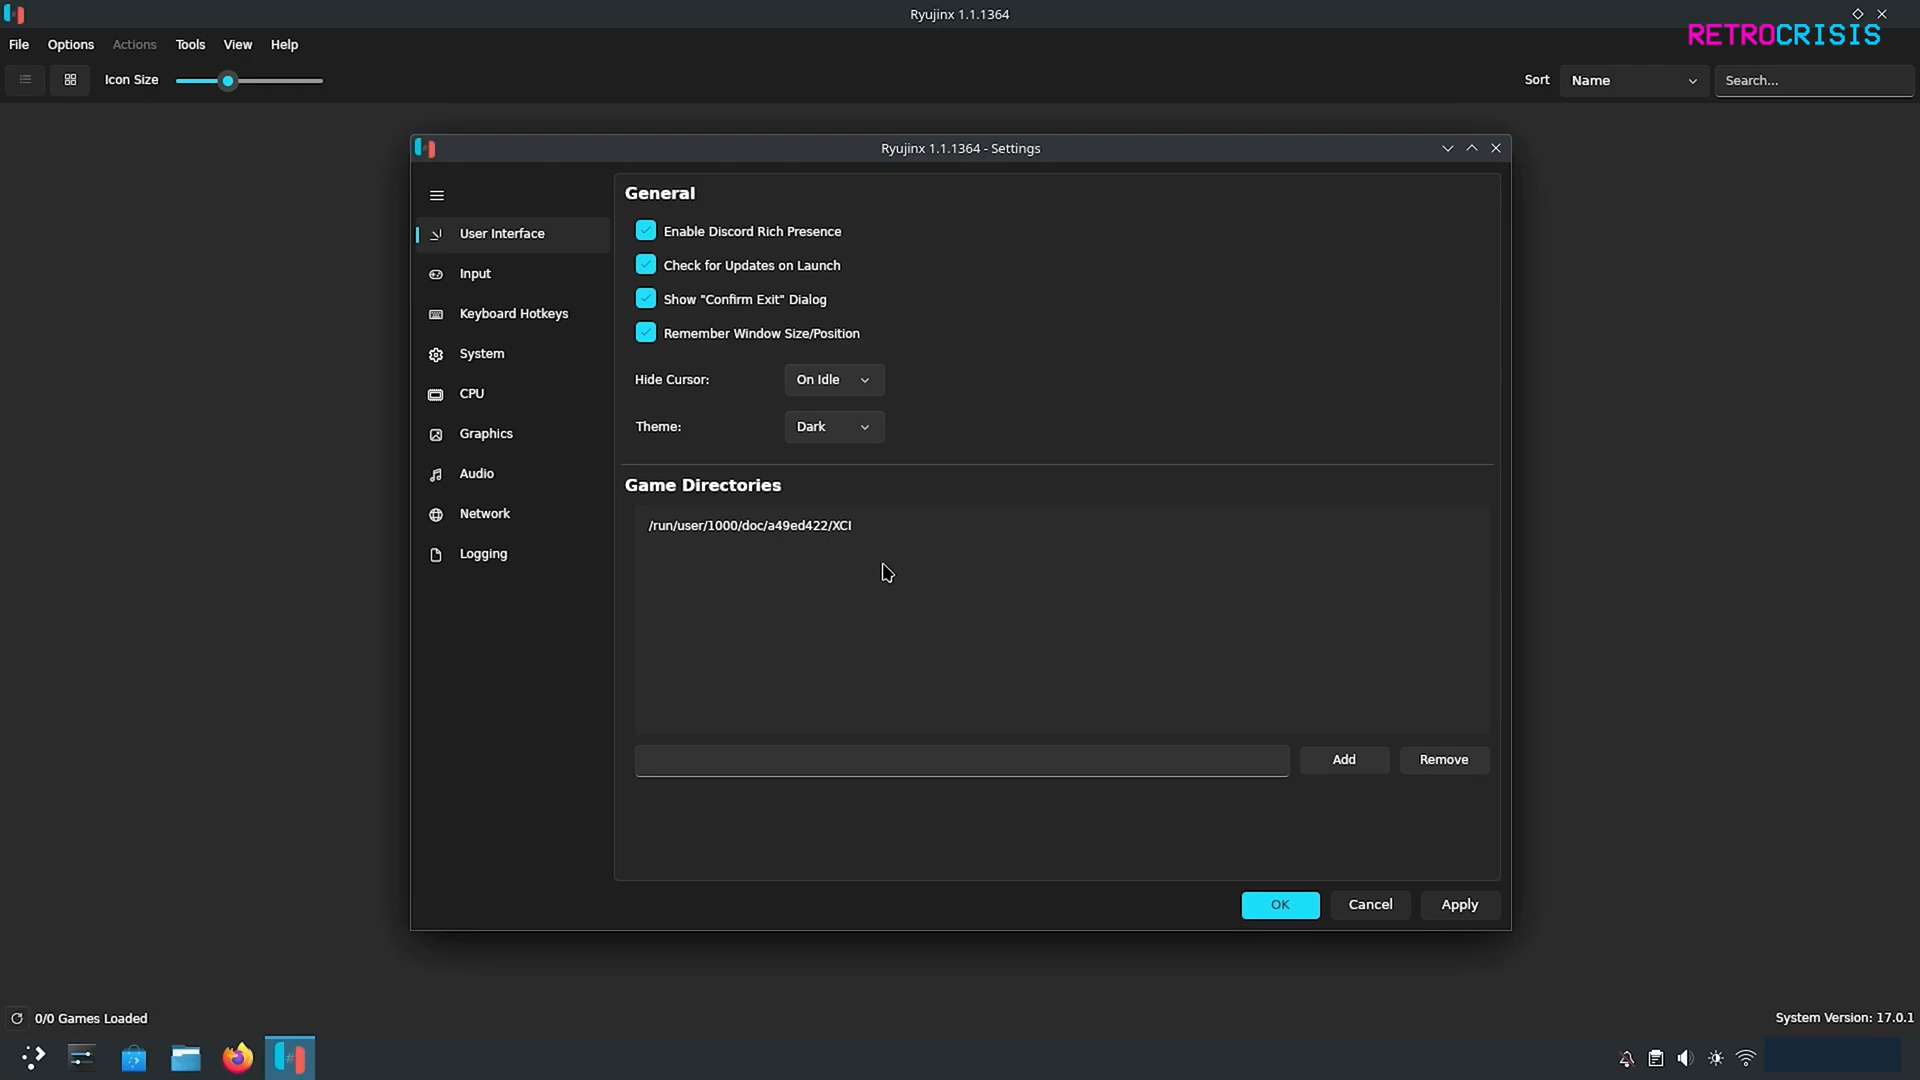 Ryujinx 1.1.1364
RETROCRISIS
File Options Actions Tools View Help
Icon Size
Sort Name Search...
Ryujinx 1.1.1364 - Settings
User Interface
Input
Keyboard Hotkeys
System
CPU
Graphics
Audio
Network
Logging
General
Enable Discord Rich Presence
Check for Updates on Launch
Show "Confirm Exit" Dialog
Remember Window Size/Position
Hide Cursor: On Idle
Theme: Dark
Game Directories
/run/user/1000/doc/a49ed422/XCI
Add Remove
OK Cancel Apply
0/0 Games Loaded
System Version: 17.0.1